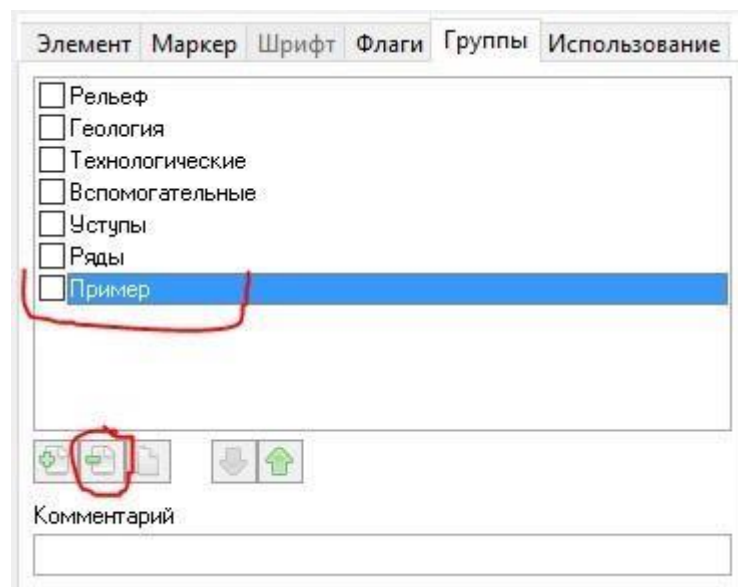 Элемент Маркер Шрифт Флаги Группы Использование
Рельеф
Геология
Технологические
Вспомогательные
Уступы
Ряды
Пример
Комментарий